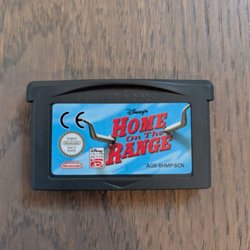 Disney's
HOME
On The
RANGE
Nintendo
AGB-BHMP-SCN
CE